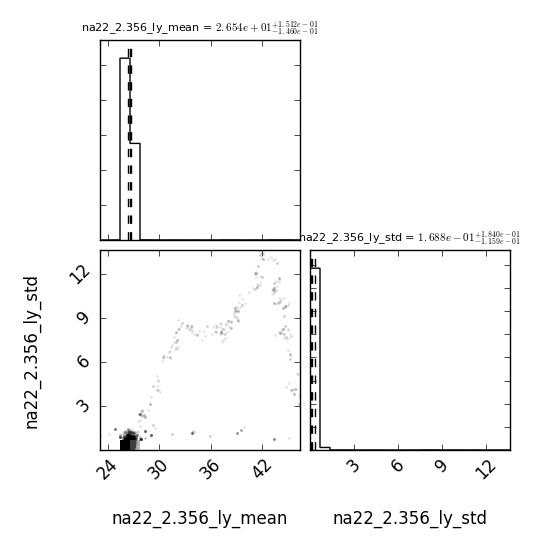 na22_2.356_ly_mean = 2.654e+01 +1.512e−01 −1.460e−01
na22_2.356_ly_std = 1.688e−01 +1.840e−01 −1.159e−01
12
9
6
3
na22_2.356_ly_std
24 30 36 42
3 6 9 12
na22_2.356_ly_mean
na22_2.356_ly_std